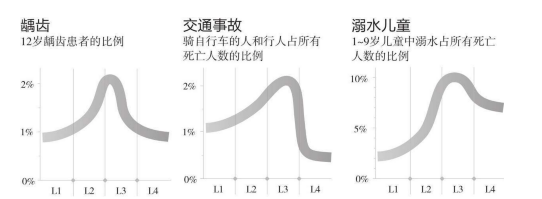 龋齿
12岁龋齿患者的比例
2%
1%
0%
L1 L2 L3 L4
交通事故
骑自行车的人和行人占所有
死亡人数的比例
2%
1%
0%
L1 L2 L3 L4
溺水儿童
1~9岁儿童中溺水占所有死亡
人数的比例
10%
5%
0%
L1 L2 L3 L4